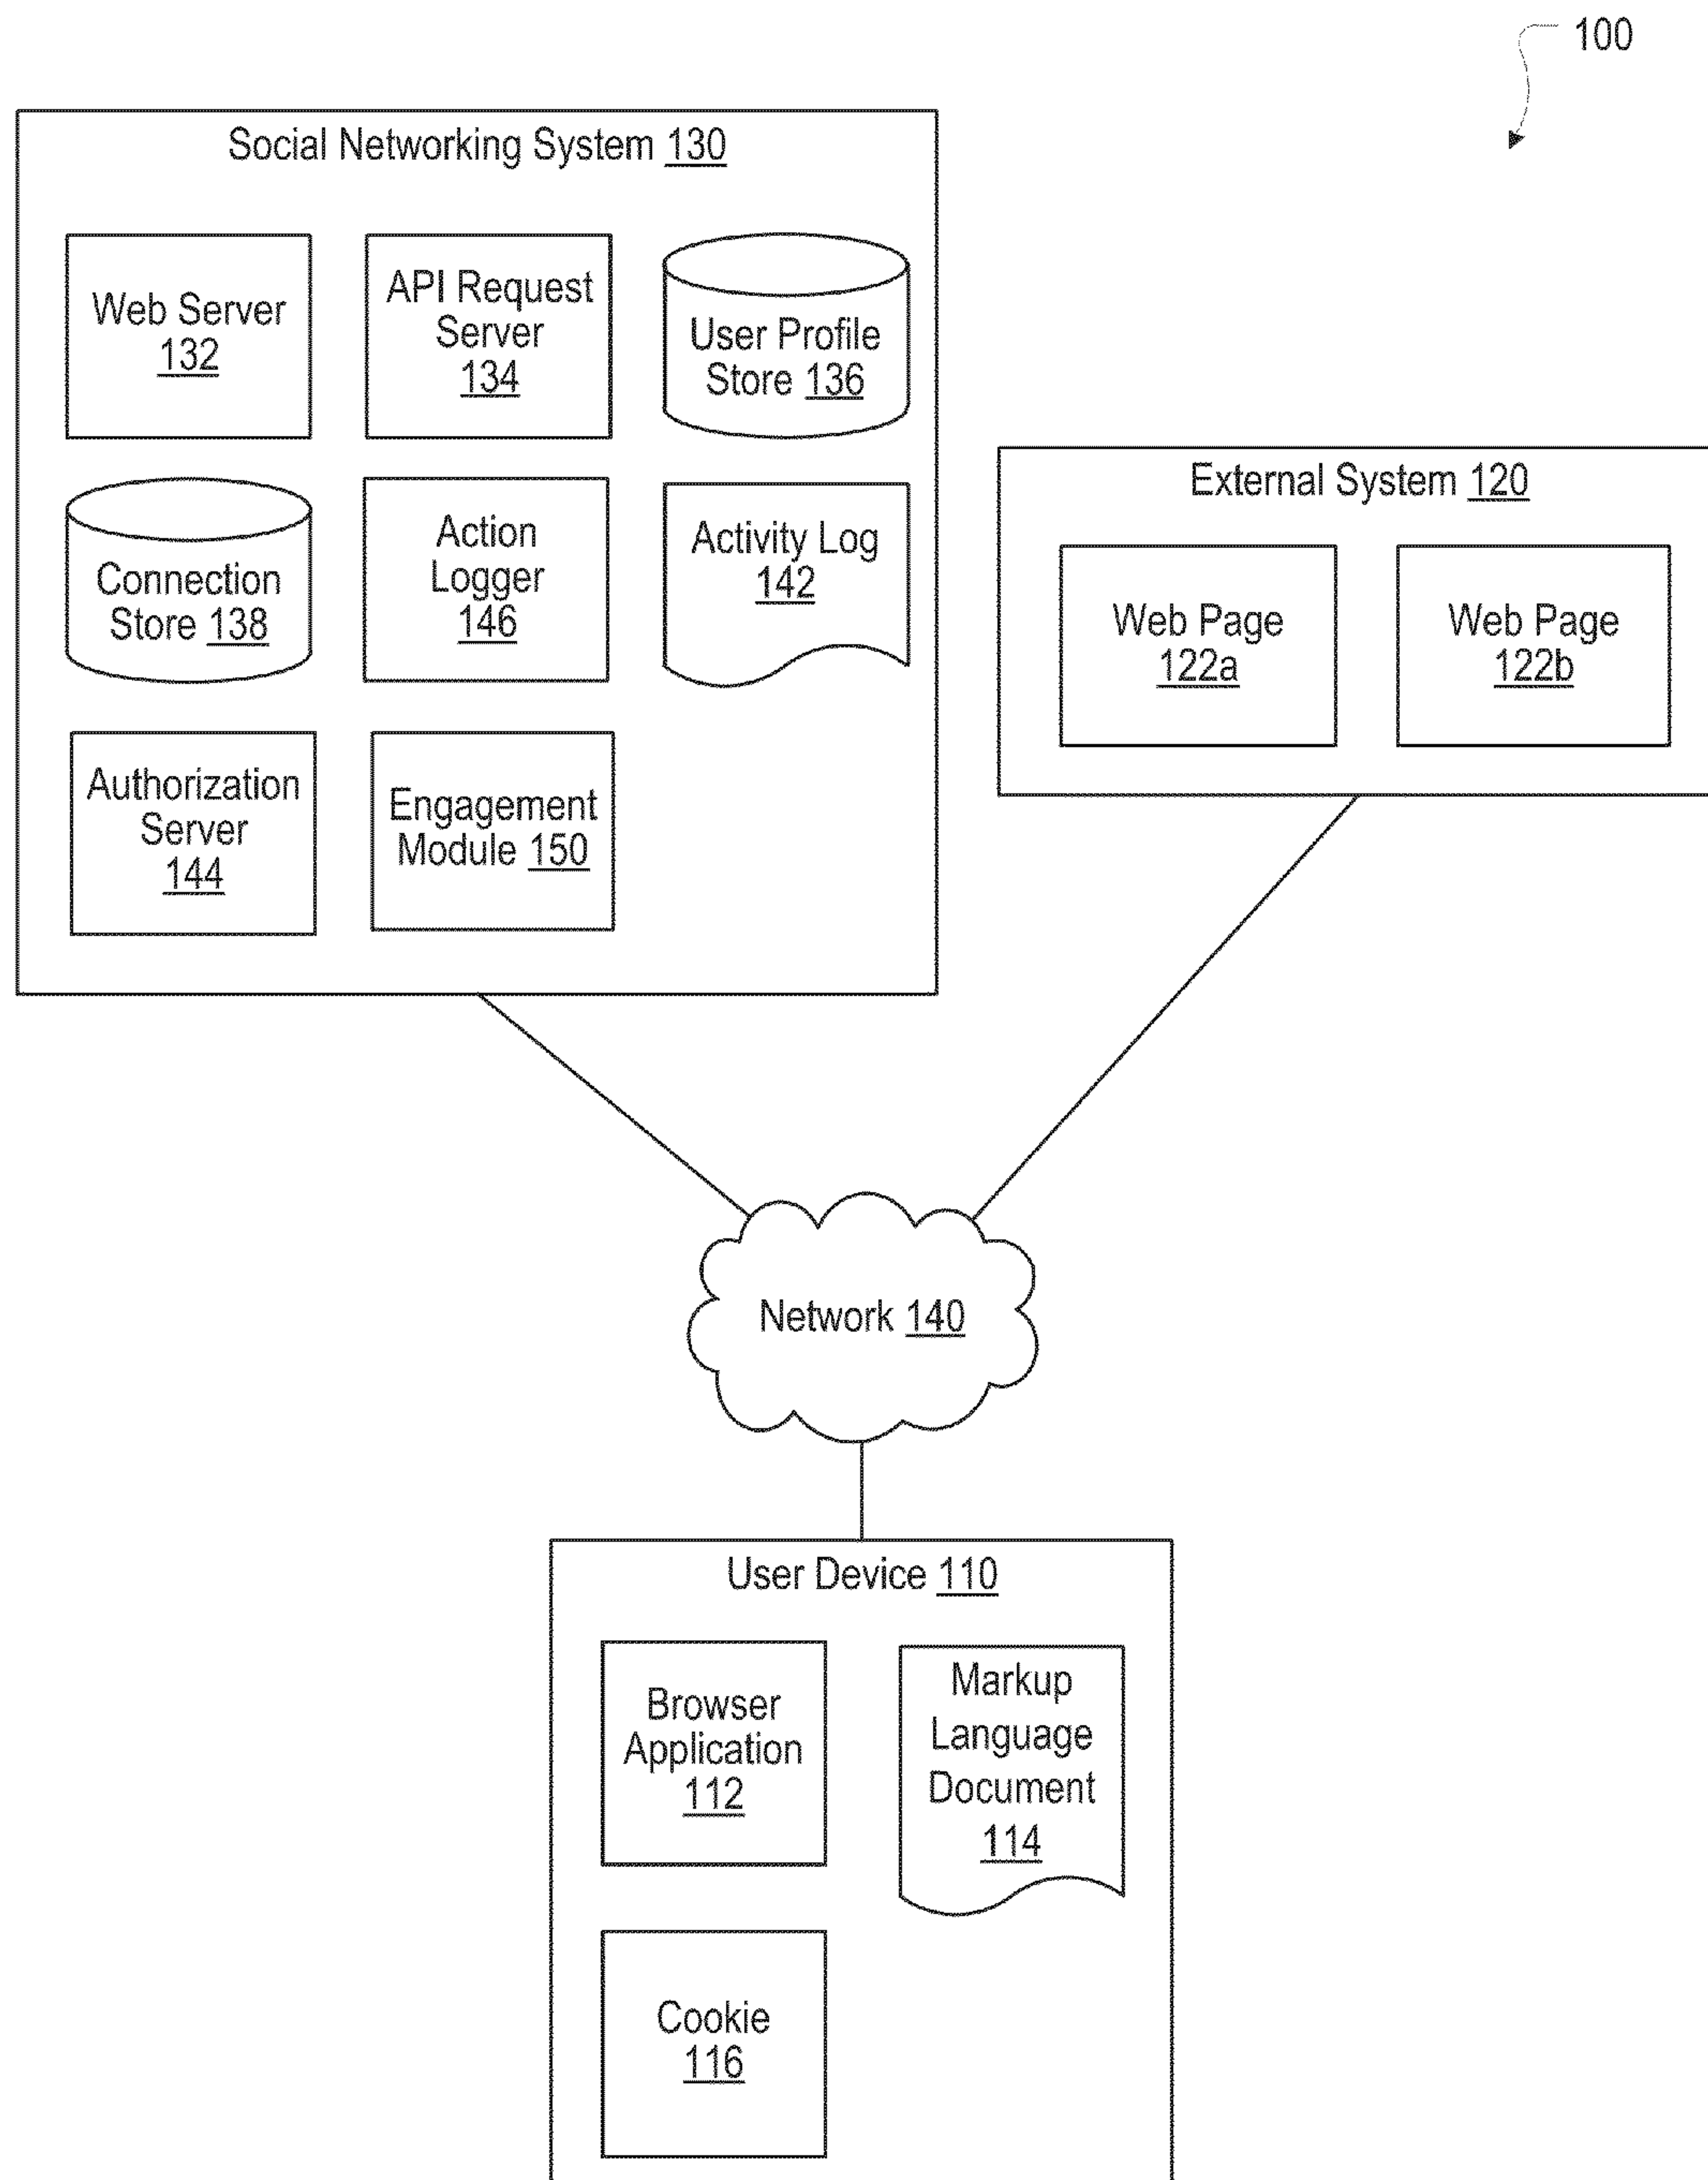 100
Social Networking System 130
Web Server
132
API Request
Server
134
User Profile
Store 136
Connection
Store 138
Action
Logger
146
Activity Log
142
Authorization
Server
144
Engagement
Module 150
External System 120
Web Page
122a
Web Page
122b
Network 140
User Device 110
Browser
Application
112
Markup
Language
Document
114
Cookie
116